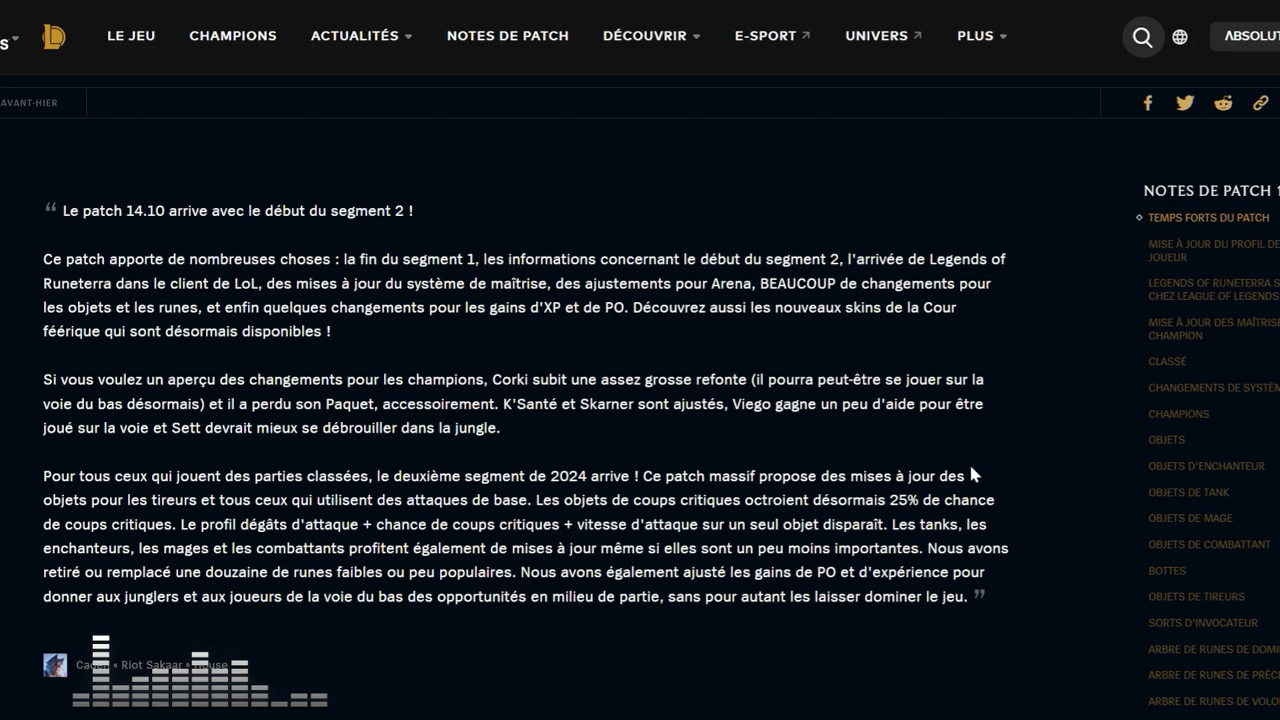 LE JEU CHAMPIONS ACTUALITÉS NOTES DE PATCH DÉCOUVRIR E-SPORT UNIVERS PLUS
AVANT-HIER
“ Le patch 14.10 arrive avec le début du segment 2 !
Ce patch apporte de nombreuses choses : la fin du segment 1, les informations concernant le début du segment 2, l'arrivée de Legends of
Runeterra dans le client de LoL, des mises à jour du système de maîtrise, des ajustements pour Arena, BEAUCOUP de changements pour
les objets et les runes, et enfin quelques changements pour les gains d'XP et de PO. Découvrez aussi les nouveaux skins de la Cour
féérique qui sont désormais disponibles !
Si vous voulez un aperçu des changements pour les champions, Corki subit une assez grosse refonte (il pourra peut-être se jouer sur la
voie du bas désormais) et il a perdu son Paquet, accessoirement. K'Santé et Skarner sont ajustés, Viego gagne un peu d'aide pour être
joué sur la voie et Sett devrait mieux se débrouiller dans la jungle.
Pour tous ceux qui jouent des parties classées, le deuxième segment de 2024 arrive ! Ce patch massif propose des mises à jour des
objets pour les tireurs et tous ceux qui utilisent des attaques de base. Les objets de coups critiques octroient désormais 25% de chance
de coups critiques. Le profil dégâts d'attaque + chance de coups critiques + vitesse d'attaque sur un seul objet disparaît. Les tanks, les
enchanteurs, les mages et les combattants profitent également de mises à jour même si elles sont un peu moins importantes. Nous avons
retiré ou remplacé une douzaine de runes faibles ou peu populaires. Nous avons également ajusté les gains de PO et d'expérience pour
donner aux junglers et aux joueurs de la voie du bas des opportunités en milieu de partie, sans pour autant les laisser dominer le jeu. ”
• Riot Sakaar •
NOTES DE PATCH 1
TEMPS FORTS DU PATCH
MISE À JOUR DU PROFIL DE
JOUEUR
LEGENDS OF RUNETERRA S
CHEZ LEAGUE OF LEGENDS
MISE À JOUR DES MAÎTRISE
CHAMPION
CLASSÉ
CHANGEMENTS DE SYSTÈM
CHAMPIONS
OBJETS
OBJETS D'ENCHANTEUR
OBJETS DE TANK
OBJETS DE MAGE
OBJETS DE COMBATTANT
BOTTES
OBJETS DE TIREURS
SORTS D'INVOCATEUR
ARBRE DE RUNES DE DOMI
ARBRE DE RUNES DE PRÉC
ARBRE DE RUNES DE VOLO